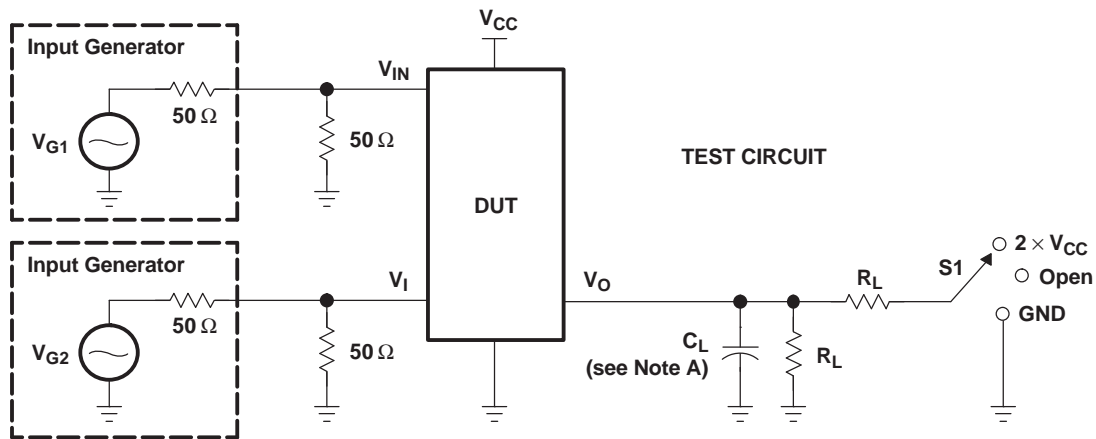 V_CC
Input Generator
V_IN
50 Ω
V_G1
50 Ω
TEST CIRCUIT
DUT
Input Generator
2 × V_CC
S1
V_I
V_O
R_L
Open
50 Ω
GND
V_G2
50 Ω
C_L
(see Note A)
R_L